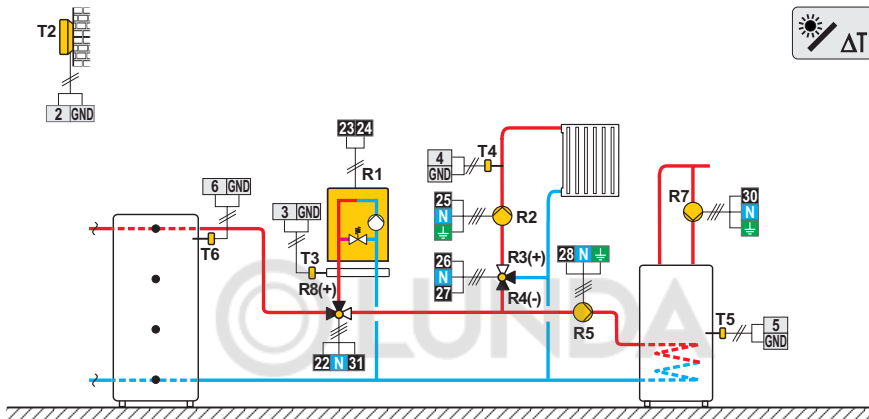 T2
ΔT
2 GND
23 24
R1
T4
4
GND
6 GND
T6
3 GND
T3
R8(+)
25
N
R2
R7
30
N
26
N
27
R3(+)
R4(-)
28 N
R5
T5
5
GND
22 N 31
LUNDA